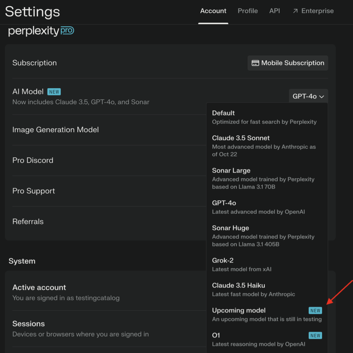 Settings
Account
Profile
API
Enterprise
perplexity pro
Subscription
Mobile Subscription
AI Model NEW
Now includes Claude 3.5, GPT-4o, and Sonar
GPT-4o
Image Generation Model
Pro Discord
Pro Support
Referrals
System
Active account
You are signed in as testingcatalog
Sessions
Devices or browsers where you are signed in
Default
Optimized for fast search by Perplexity
Claude 3.5 Sonnet
Most advanced model by Anthropic as
of Oct 22
Sonar Large
Advanced model trained by Perplexity
based on Llama 3.1 70B
GPT-4o
Latest advanced model by OpenAI
Sonar Huge
Advanced model trained by Perplexity
based on Llama 3.1 405B
Grok-2
Latest model from xAI
Claude 3.5 Haiku
Latest fast model by Anthropic
Upcoming model NEW
An upcoming model that is still in testing
O1 NEW
Latest reasoning model by OpenAI